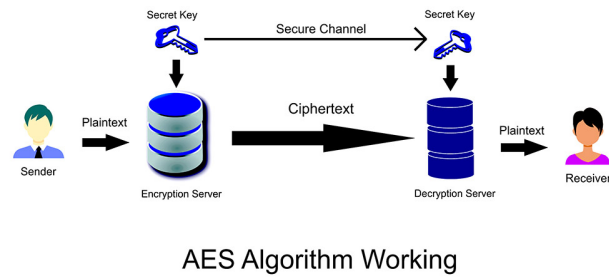 Secret Key
Secret Key
Secure Channel
Plaintext
Ciphertext
Plaintext
Sender
Encryption Server
Decryption Server
Receiver
AES Algorithm Working